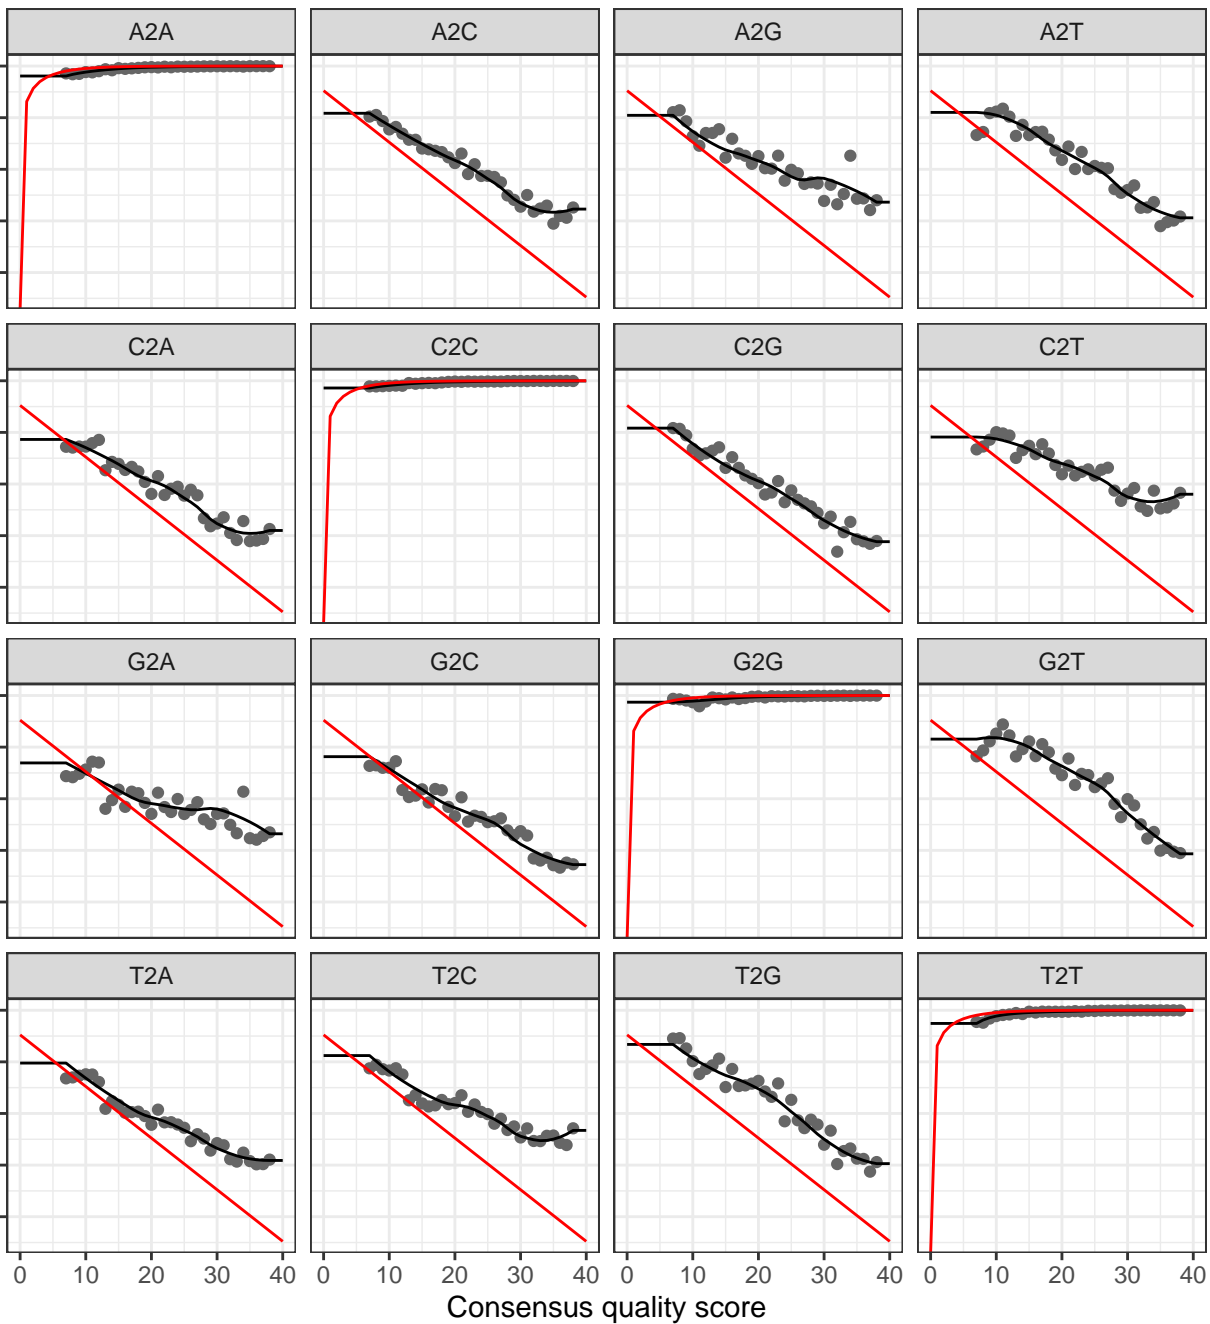 A2A A2C A2G A2T
C2A C2C C2G C2T
G2A G2C G2G G2T
T2A T2C T2G T2T
0 10 20 30 40 0 10 20 30 40 0 10 20 30 40 0 10 20 30 40
Consensus quality score